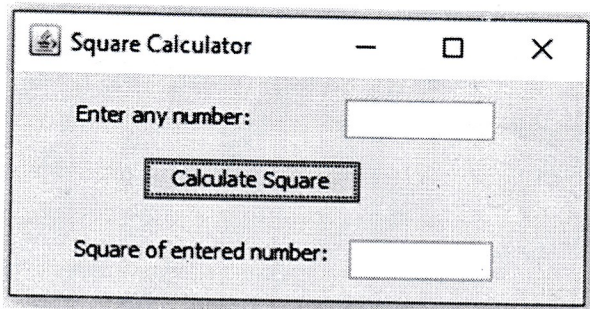 Square Calculator
Enter any number:
Calculate Square
Square of entered number: